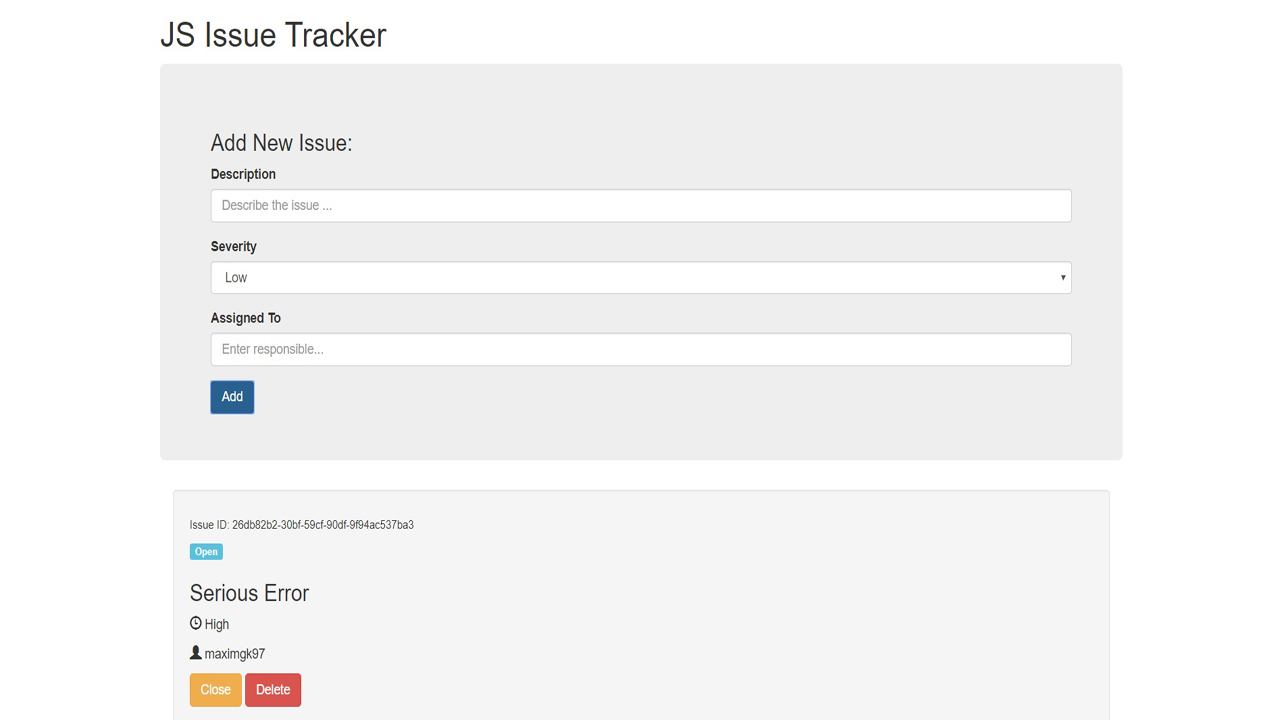 JS Issue Tracker
Add New Issue:
Description
Describe the issue ...
Severity
Low
Assigned To
Enter responsible...
Add
Issue ID: 26db82b2-30bf-59cf-90df-9f94ac537ba3
Open
Serious Error
High
maximgk97
Close Delete